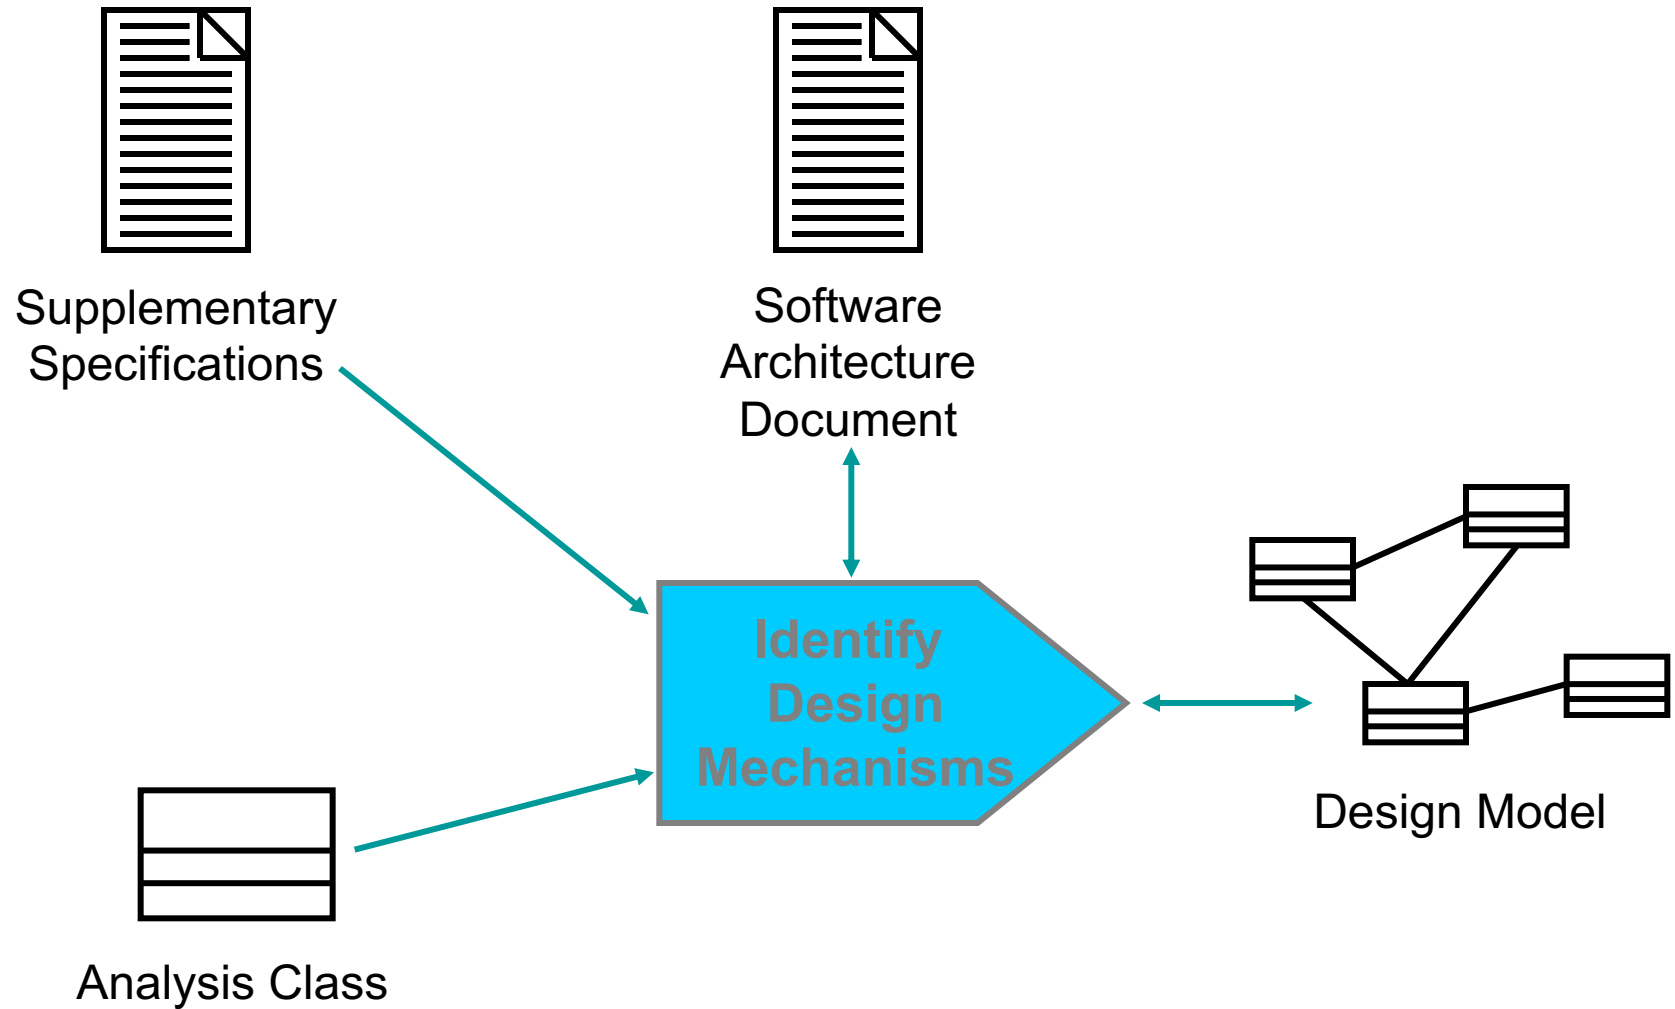 Supplementary
Specifications
Software
Architecture
Document
Identify
Design
Mechanisms
Design Model
Analysis Class